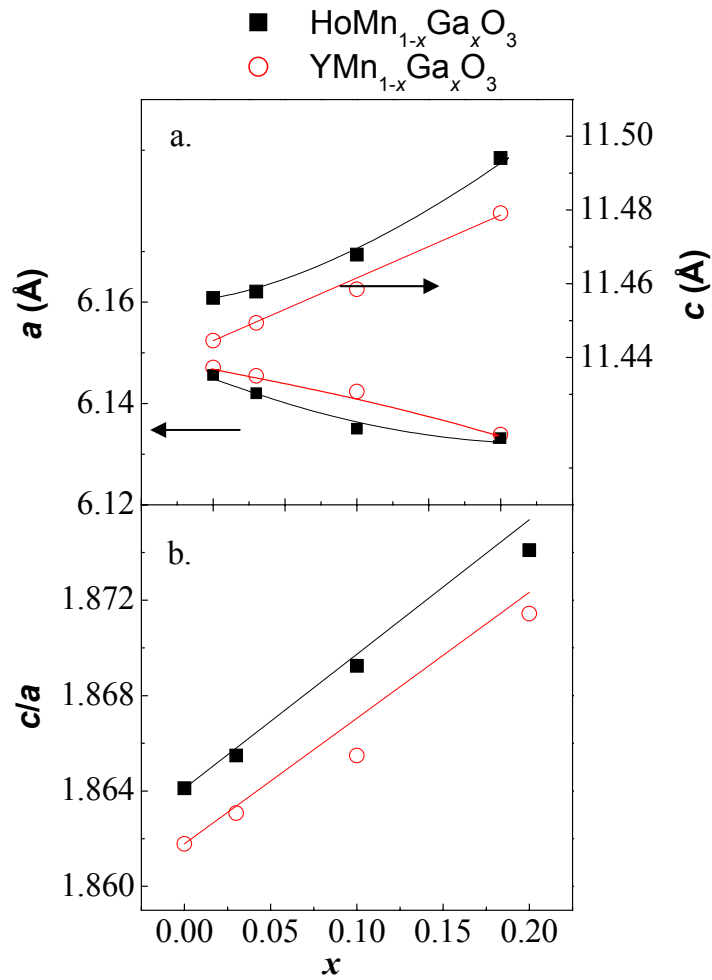 HoMn₁₋ₓGaₓO₃
YMn₁₋ₓGaₓO₃
a.
11.50
11.48
11.46
11.44
c (Å)
a (Å)
6.16
6.14
6.12
b.
1.872
1.868
1.864
1.860
c/a
0.00 0.05 0.10 0.15 0.20
x